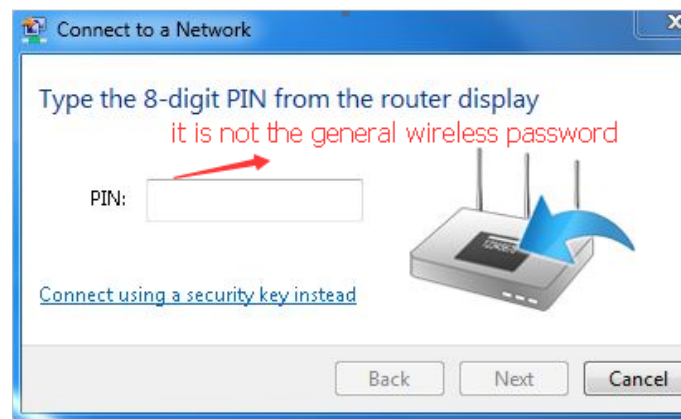 Connect to a Network
X
Type the 8-digit PIN from the router display
it is not the general wireless password
PIN:
12345670
Connect using a security key instead
Back Next Cancel